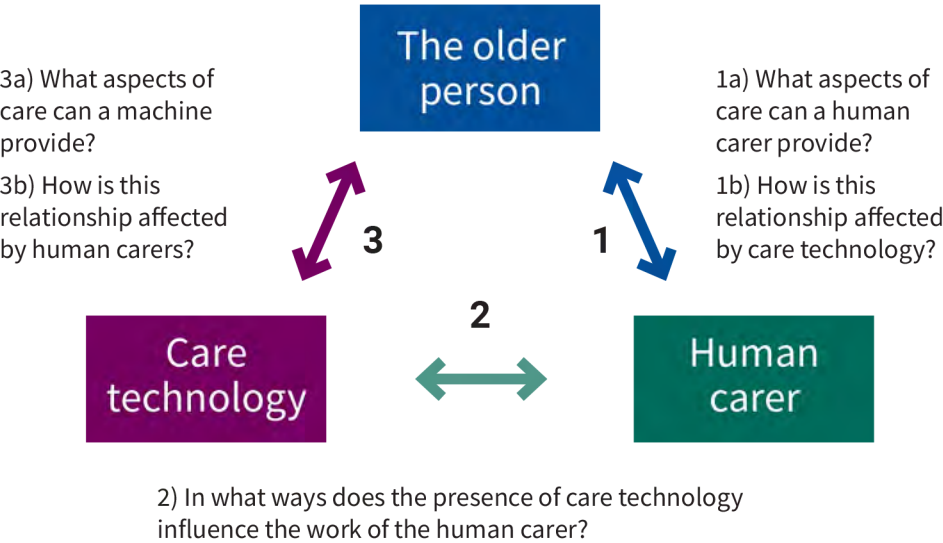 The older
person
3a) What aspects of
care can a machine
provide?
3b) How is this
relationship affected
by human carers?
1a) What aspects of
care can a human
carer provide?
1b) How is this
relationship affected
by care technology?
3
1
2
Care
technology
Human
carer
2) In what ways does the presence of care technology
influence the work of the human carer?